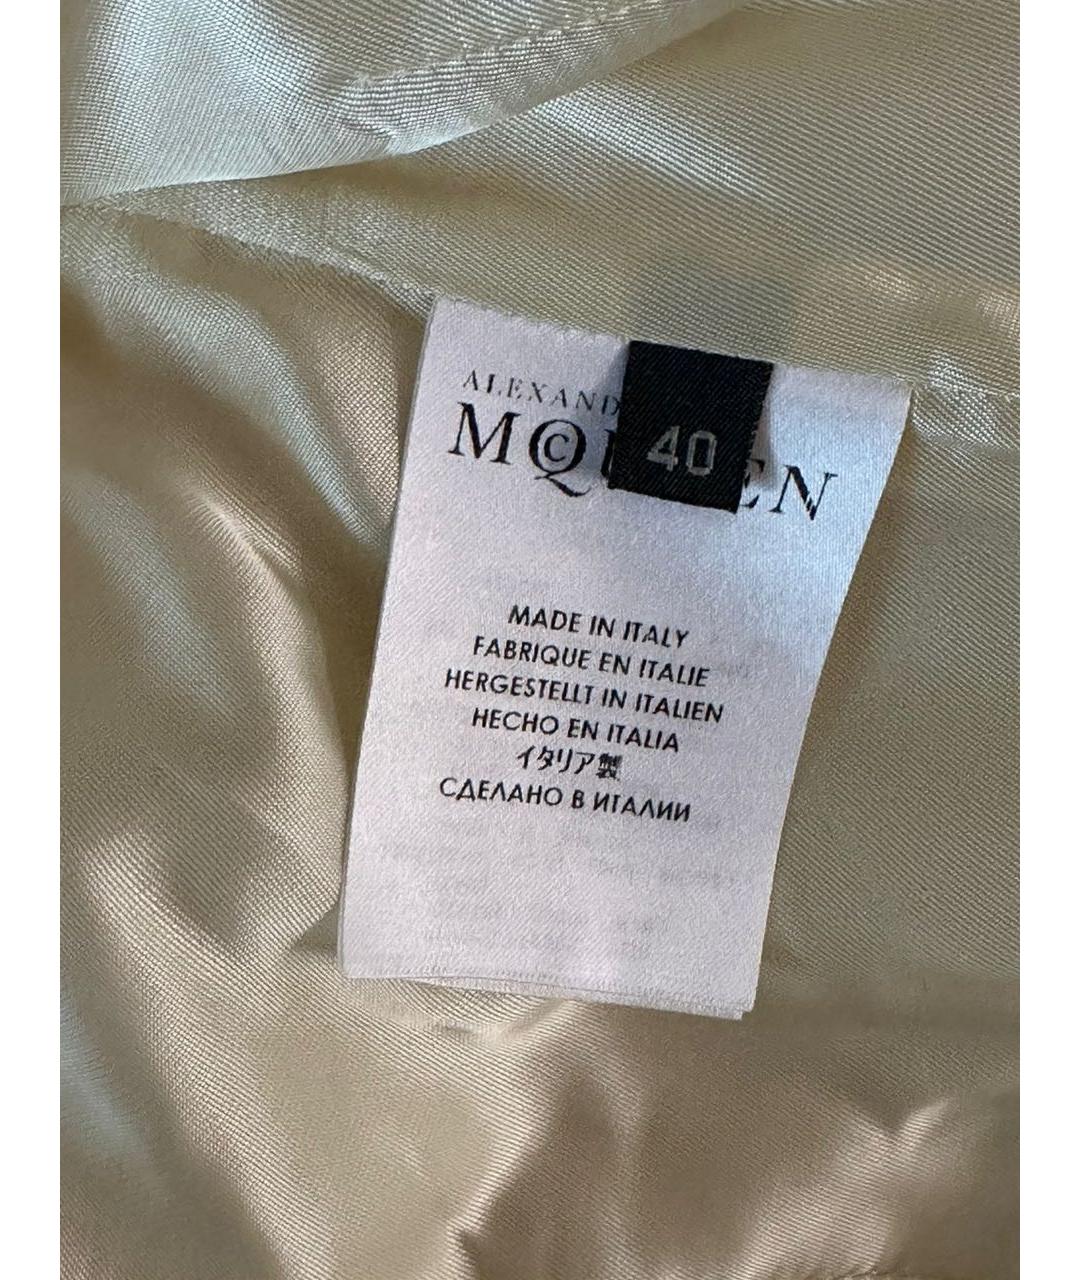 ALEXAND
MQ EN
40
MADE IN ITALY
FABRIQUE EN ITALIE
HERGESTELLT IN ITALIEN
HECHO EN ITALIA
イタリア製
СДЕЛАНО В ИТАЛИИ